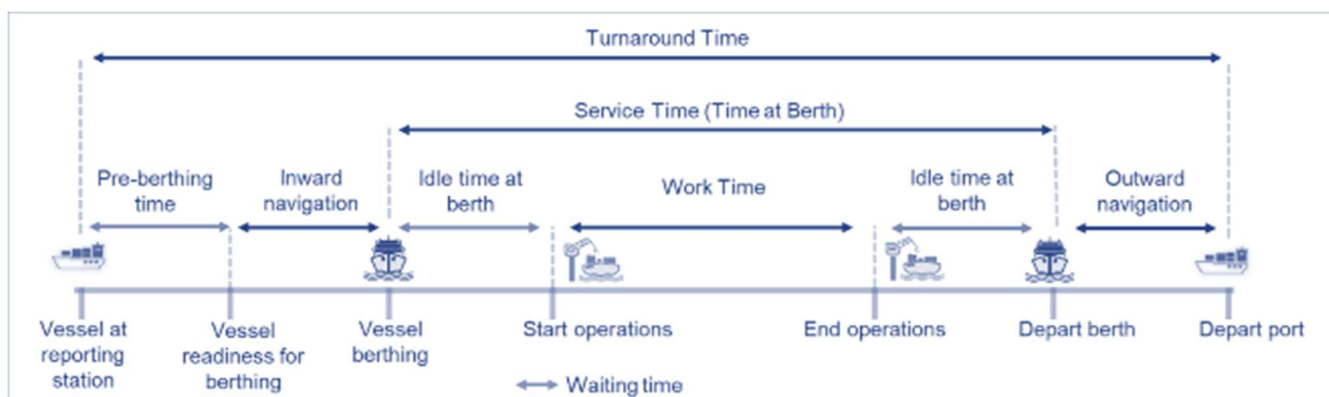 Turnaround Time
Service Time (Time at Berth)
Pre-berthing
time
Inward
navigation
Idle time at
berth
Work Time
Idle time at
berth
Outward
navigation
Vessel at
reporting
station
Vessel
readiness for
berthing
Vessel
berthing
Start operations
End operations
Depart berth
Depart port
Waiting time